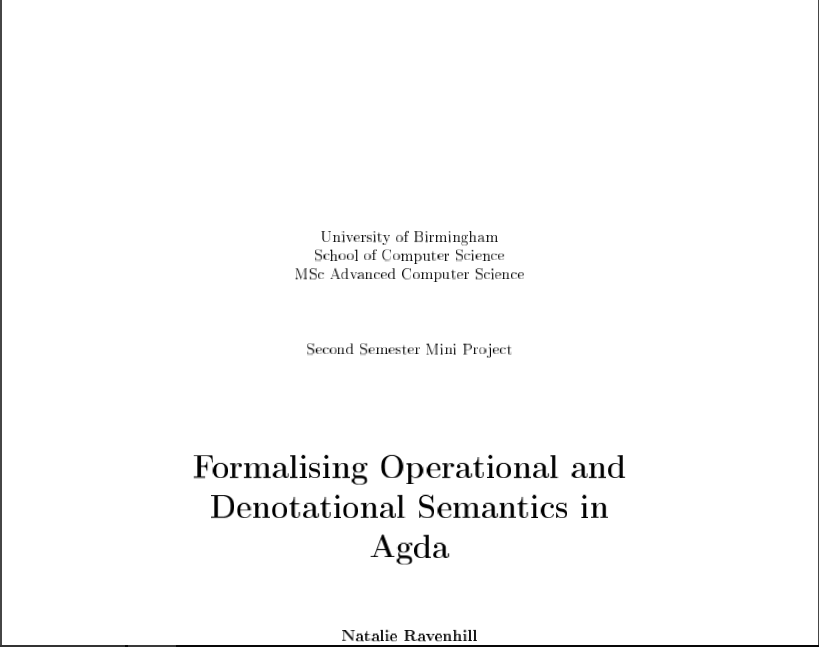 University of Birmingham
School of Computer Science
MSc Advanced Computer Science
Second Semester Mini Project
Formalising Operational and
Denotational Semantics in
Agda
Natalie Ravenhill